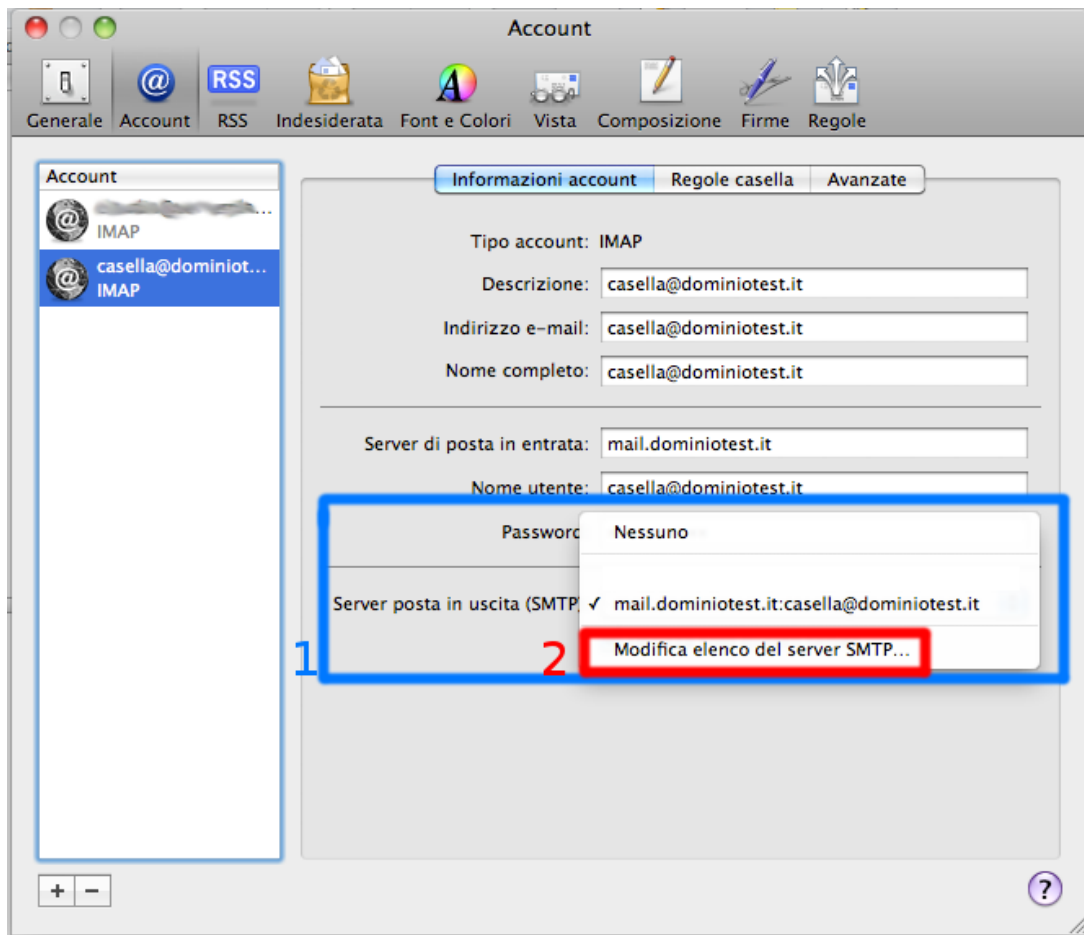 Account
RSS
Generale Account RSS Indesiderata Font e Colori Vista Composizione Firme Regole
Account
IMAP
casella@dominiot...
IMAP
Informazioni account Regole casella Avanzate
Tipo account: IMAP
Descrizione: casella@dominiotest.it
Indirizzo e-mail: casella@dominiotest.it
Nome completo: casella@dominiotest.it
Server di posta in entrata: mail.dominiotest.it
Nome utente: casella@dominiotest.it
Password Nessuno
Server posta in uscita (SMTP) ✓ mail.dominiotest.it:casella@dominiotest.it
1 2 Modifica elenco del server SMTP...
+ − ?